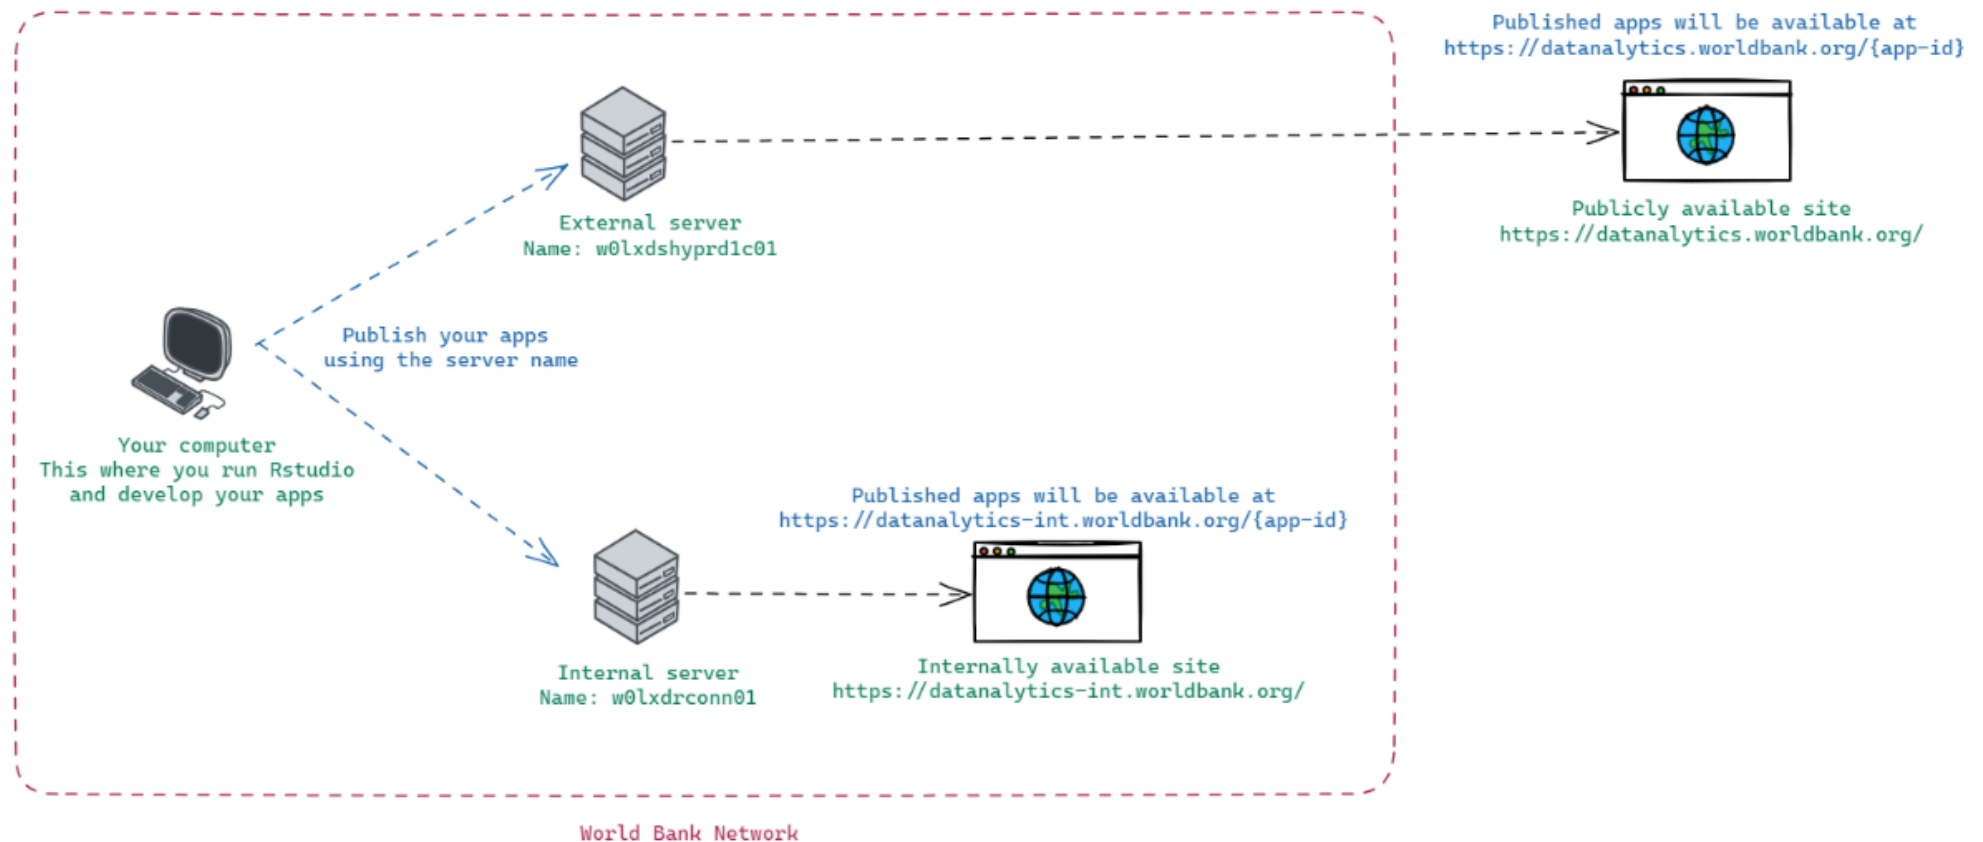 Published apps will be available at
https://datanalytics.worldbank.org/{app-id}
Publicly available site
https://datanalytics.worldbank.org/
External server
Name: w0lxdshyprd1c01
Publish your apps
using the server name
Your computer
This where you run Rstudio
and develop your apps
Published apps will be available at
https://datanalytics-int.worldbank.org/{app-id}
Internally available site
https://datanalytics-int.worldbank.org/
Internal server
Name: w0lxdrconn01
World Bank Network